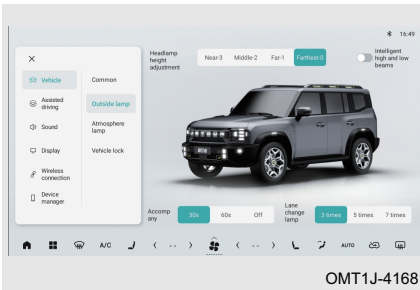 16:49
Headlamp
height
adjustment
Near-3 Middle-2 Far-1 Farthest-0
Intelligent
high and low
beams
Vehicle
Common
Assisted
driving
Outside lamp
Sound
Atmosphere
lamp
Display
Vehicle lock
Wireless
connection
Device
manager
Accomp
any
30s 60s Off
Lane
change
lamp
3 times 5 times 7 times
A/C
< -- >
< -- >
AUTO
OMT1J-4168